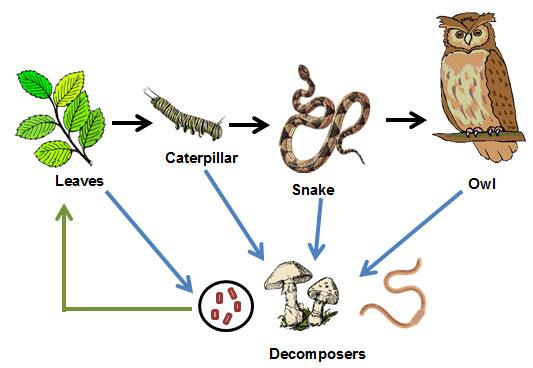 Leaves
Caterpillar
Snake
Owl
Decomposers